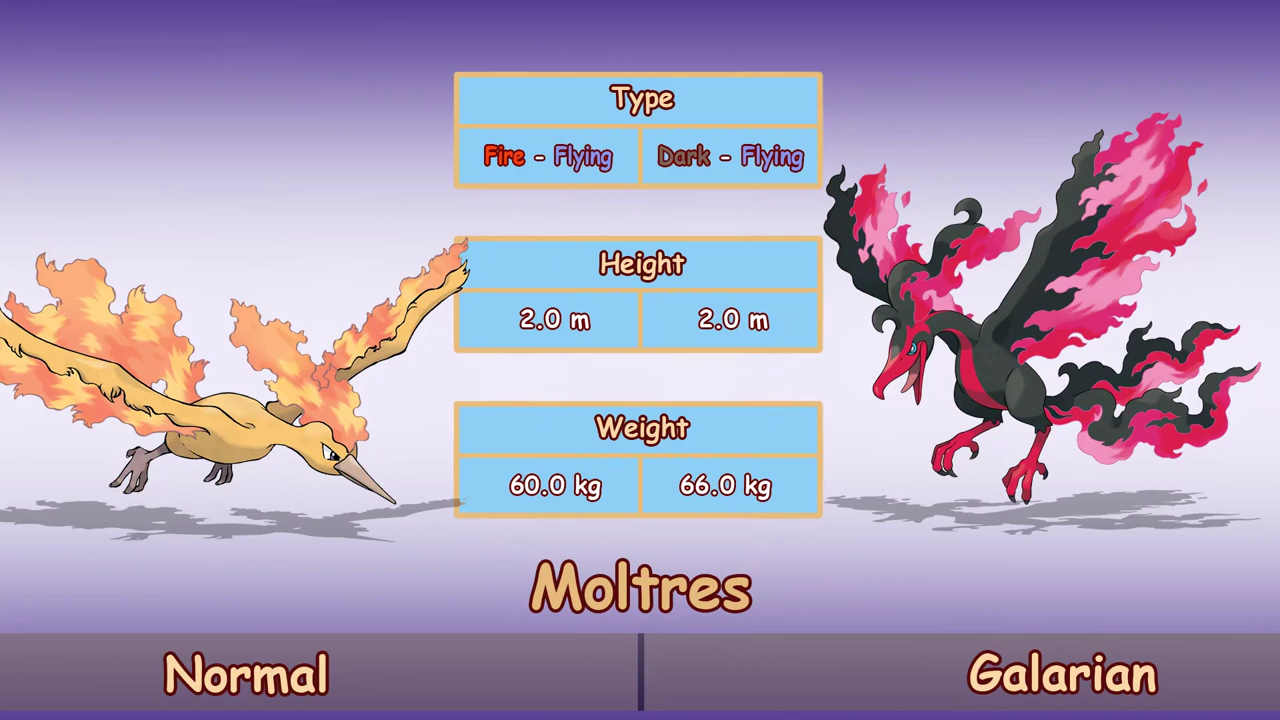 Type
Fire - Flying
Dark - Flying
Height
2.0 m
2.0 m
Weight
60.0 kg
66.0 kg
Moltres
Normal
Galarian